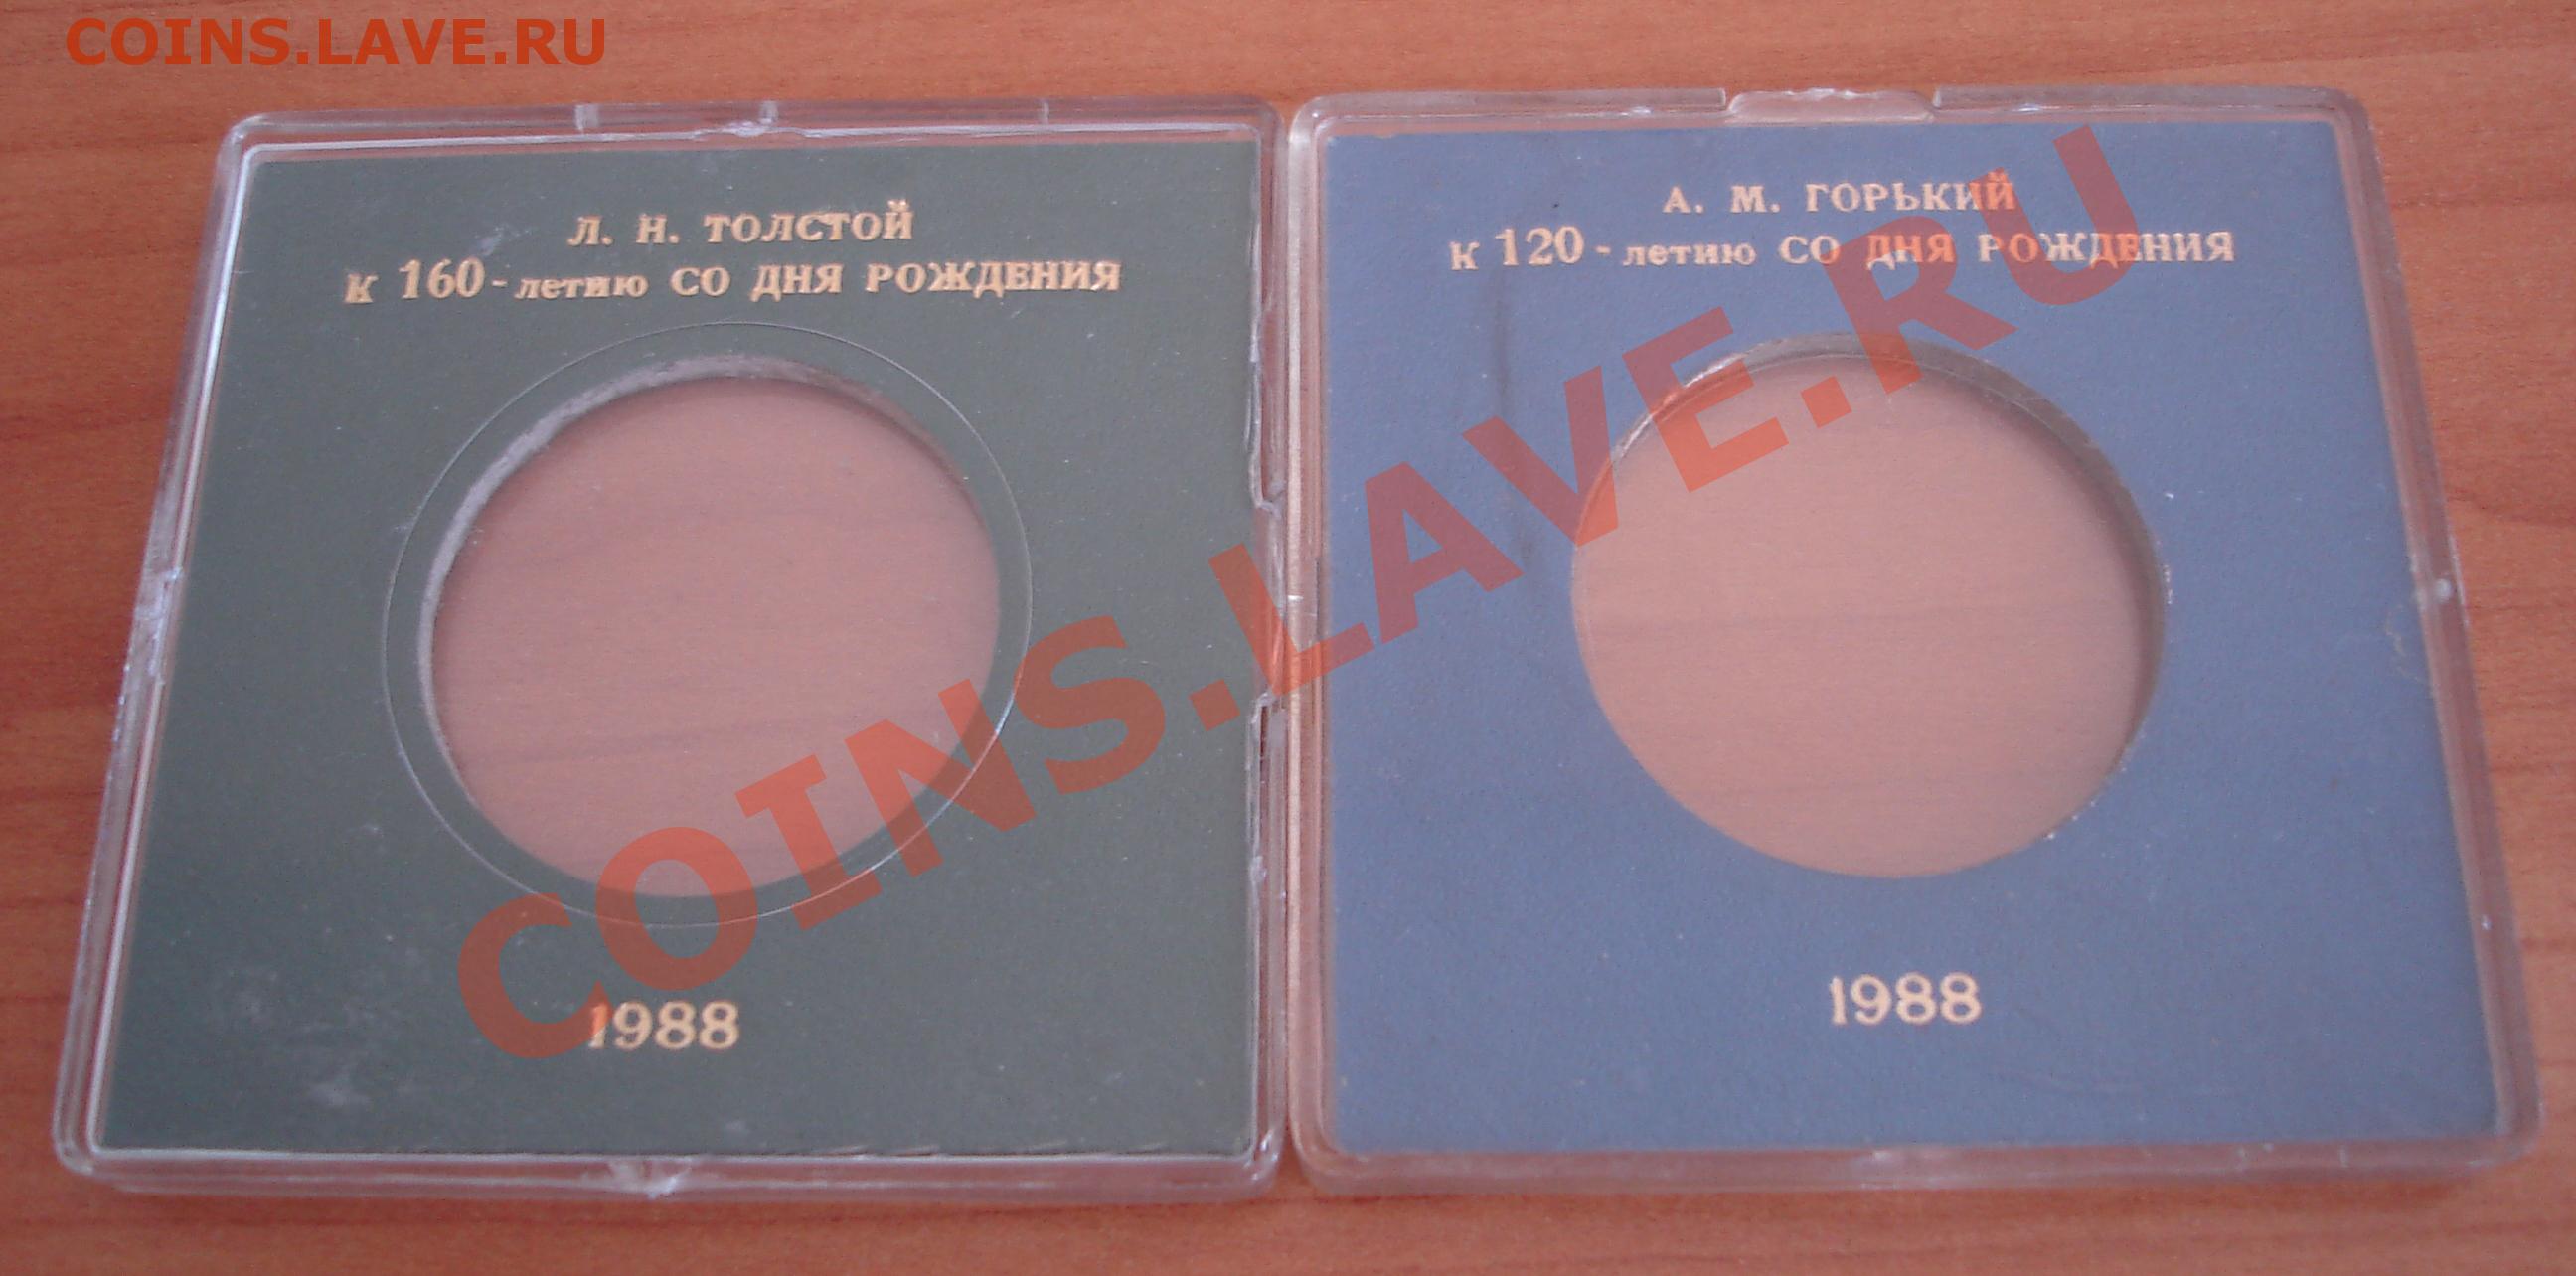 COINS.LAVE.RU
Л. Н. ТОЛСТОЙ
К 160-летию СО ДНЯ РОЖДЕНИЯ
1988
А. М. ГОРЬКИЙ
К 120-летию СО ДНЯ РОЖДЕНИЯ
1988
COINS.LAVE.RU